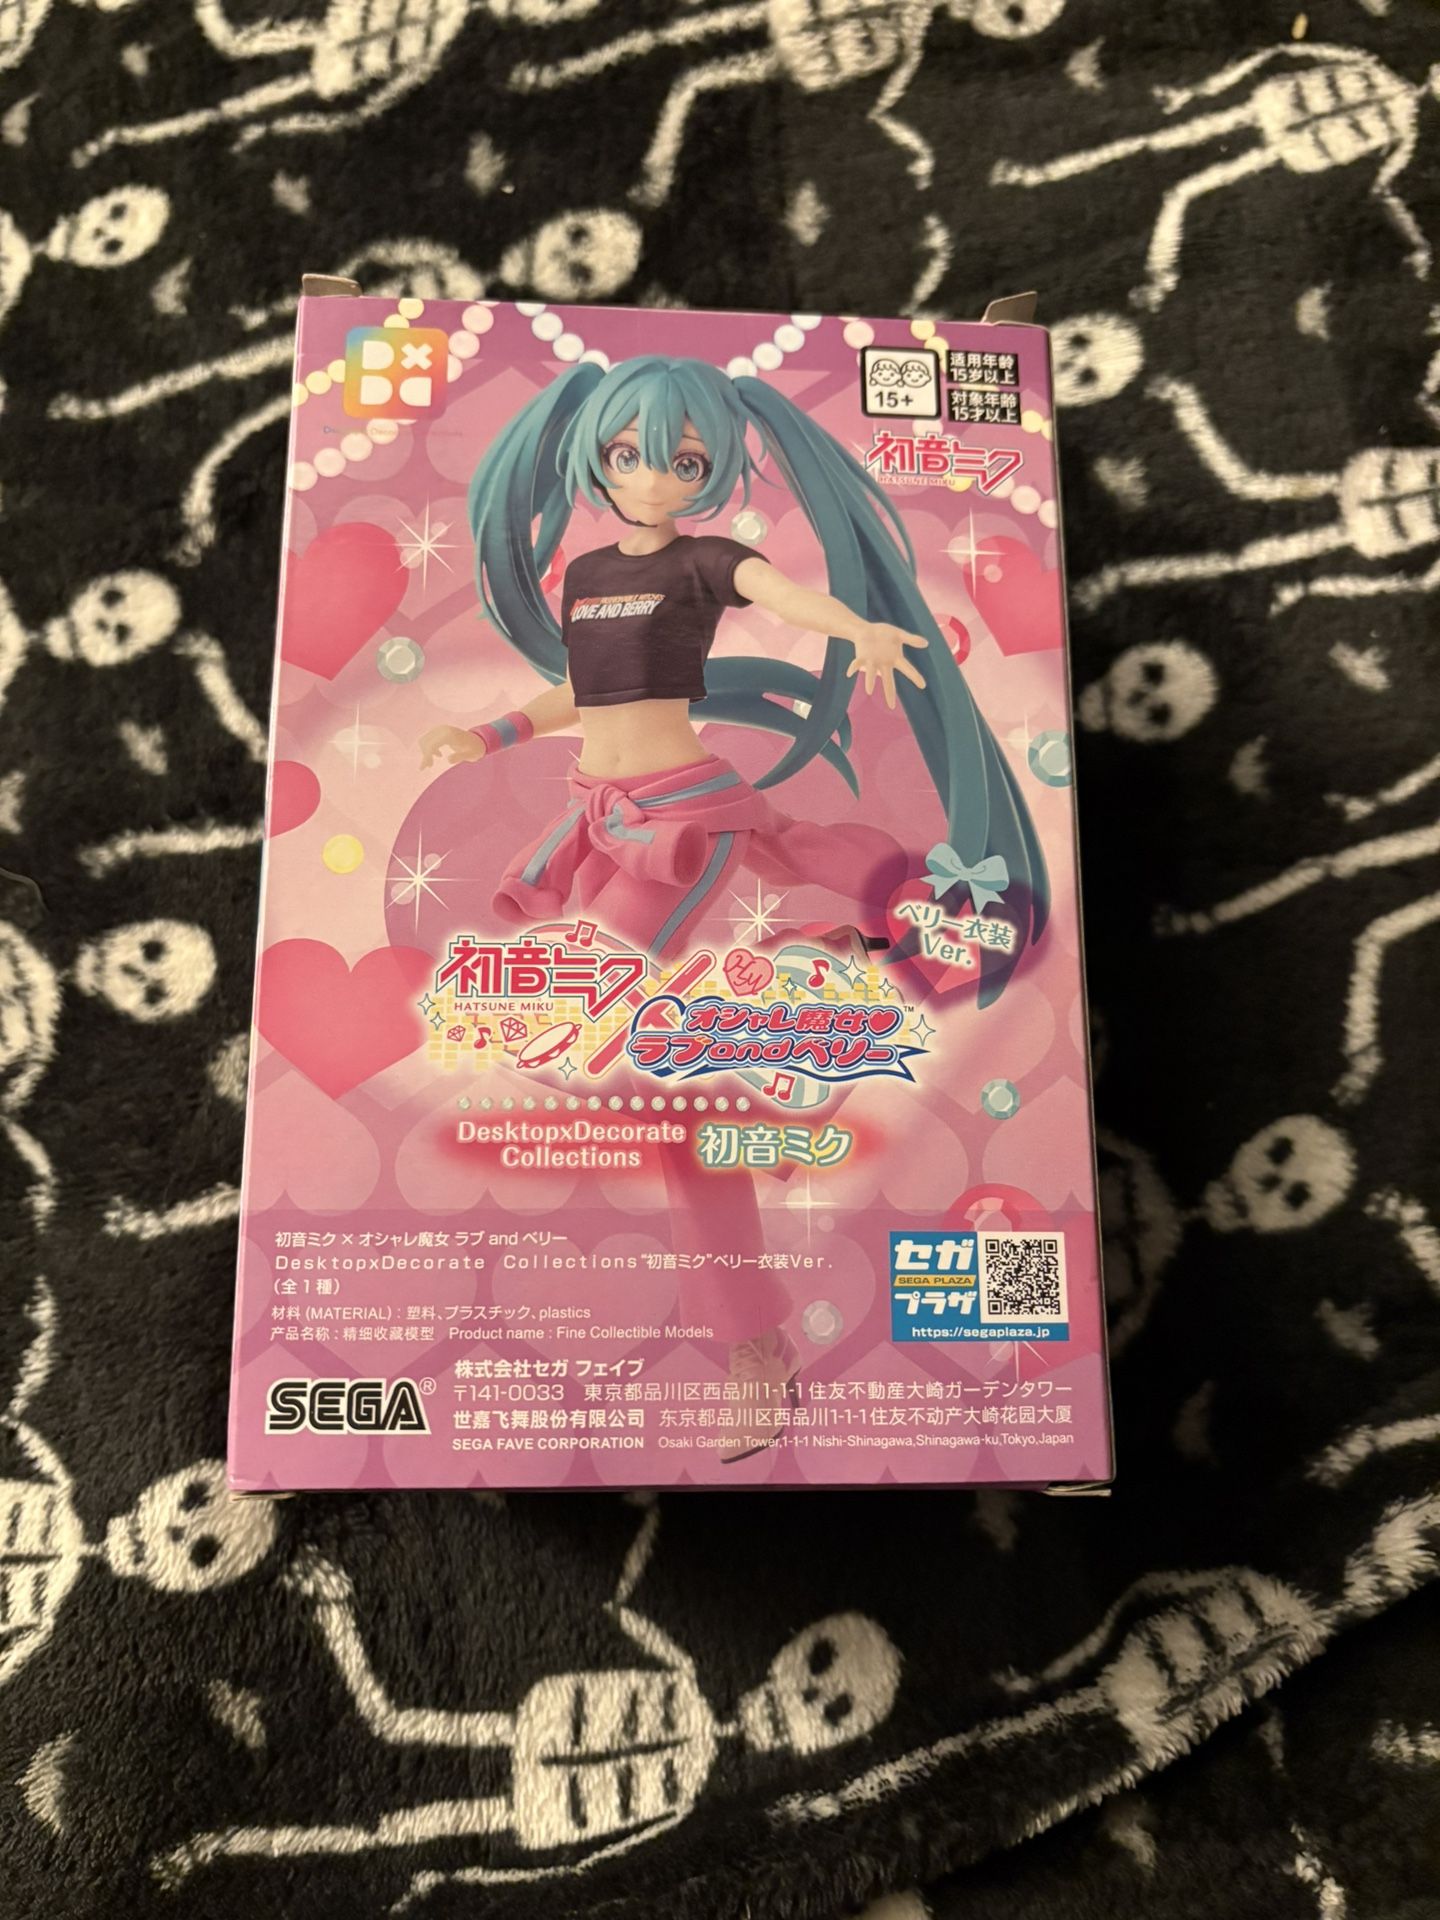 D×DD
15+
适用年龄
15岁以上
対象年齢
15才以上
初音ミク
HATSUNE MIKU
LOVE AND BERRY
ベリー衣装
Ver.
初音ミク
HATSUNE MIKU
×
HSM
オシャレ魔女♥
ラブandベリー™
DesktopxDecorate
Collections
初音ミク
初音ミク × オシャレ魔女 ラブ and ベリー
DesktopxDecorate Collections“初音ミク”ベリー衣装Ver.
(全1種)
材料 (MATERIAL) : 塑料、プラスチック、plastics
产品名称 : 精细收藏模型 Product name : Fine Collectible Models
セガ
SEGA PLAZA
プラザ
https://segaplaza.jp
SEGA®
株式会社セガ フェイブ
〒141-0033 東京都品川区西品川1-1-1 住友不動産大崎ガーデンタワー
世嘉飞舞股份有限公司 东京都品川区西品川1-1-1 住友不动产大崎花园大厦
SEGA FAVE CORPORATION Osaki Garden Tower,1-1-1 Nishi-Shinagawa,Shinagawa-ku,Tokyo,Japan